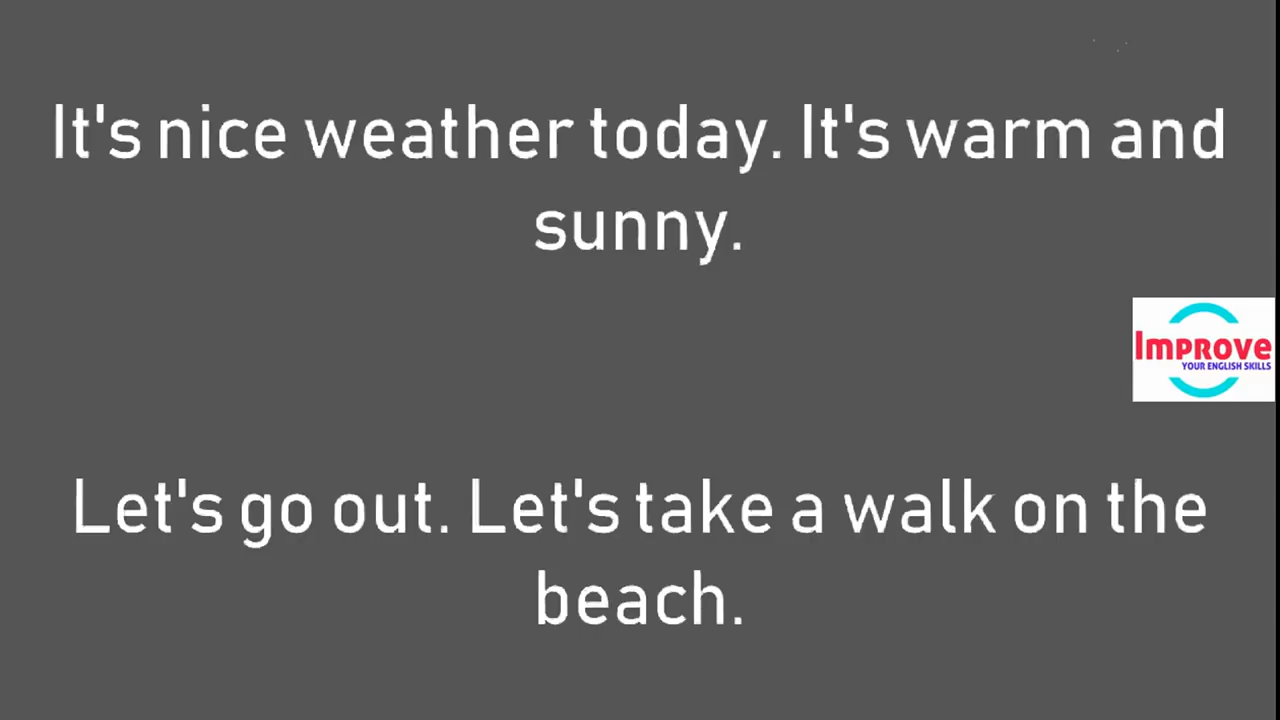 It's nice weather today. It's warm and
sunny.
Improve
YOUR ENGLISH SKILLS
Let's go out. Let's take a walk on the
beach.